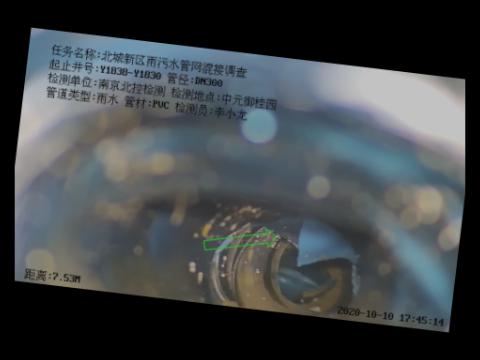 任务名称:北城新区雨污水管网混接调查
起止井号:Y1838~Y1830 管径:DN300
检测单位:南京北控检测 检测地点:中元御桂园
管道类型:雨水 管材:PVC 检测员:李小龙
距离:7.53M
2020-10-10 17:45:14